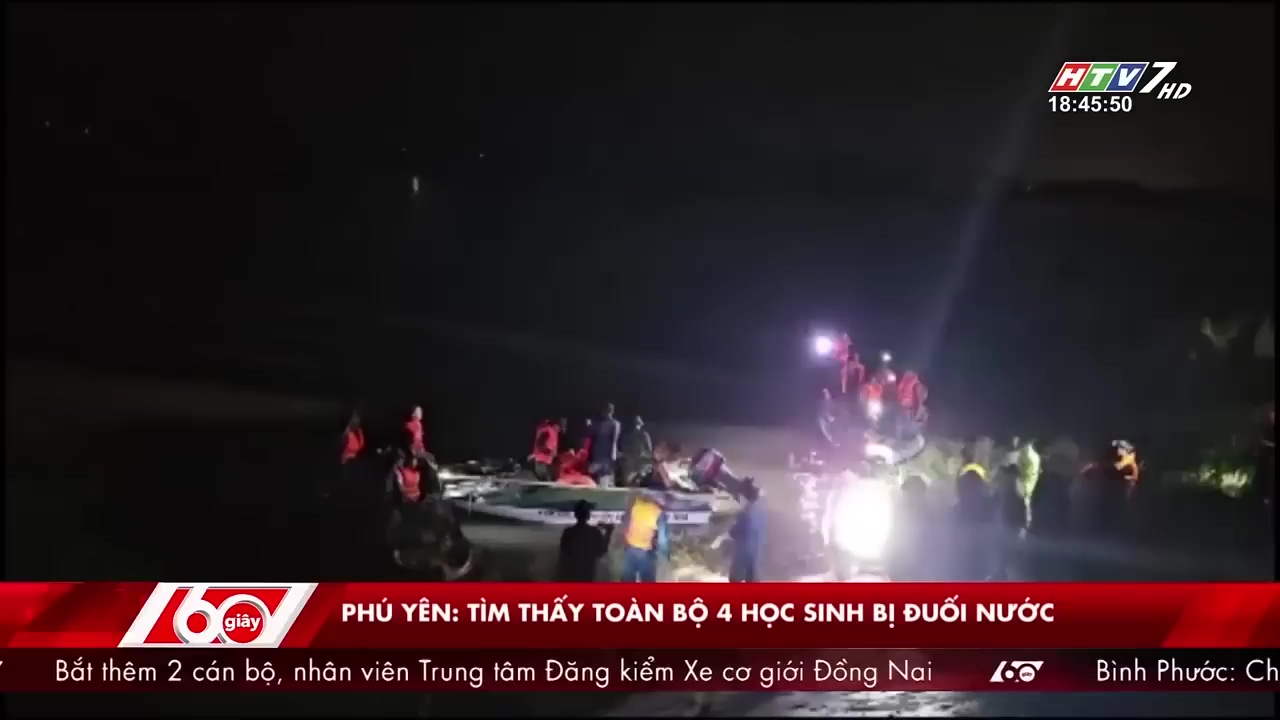 HTV7 HD
18:45:50
60 giây
PHÚ YÊN: TÌM THẤY TOÀN BỘ 4 HỌC SINH BỊ ĐUỐI NƯỚC
Bắt thêm 2 cán bộ, nhân viên Trung tâm Đăng kiểm Xe cơ giới Đồng Nai 60 Bình Phước: Ch